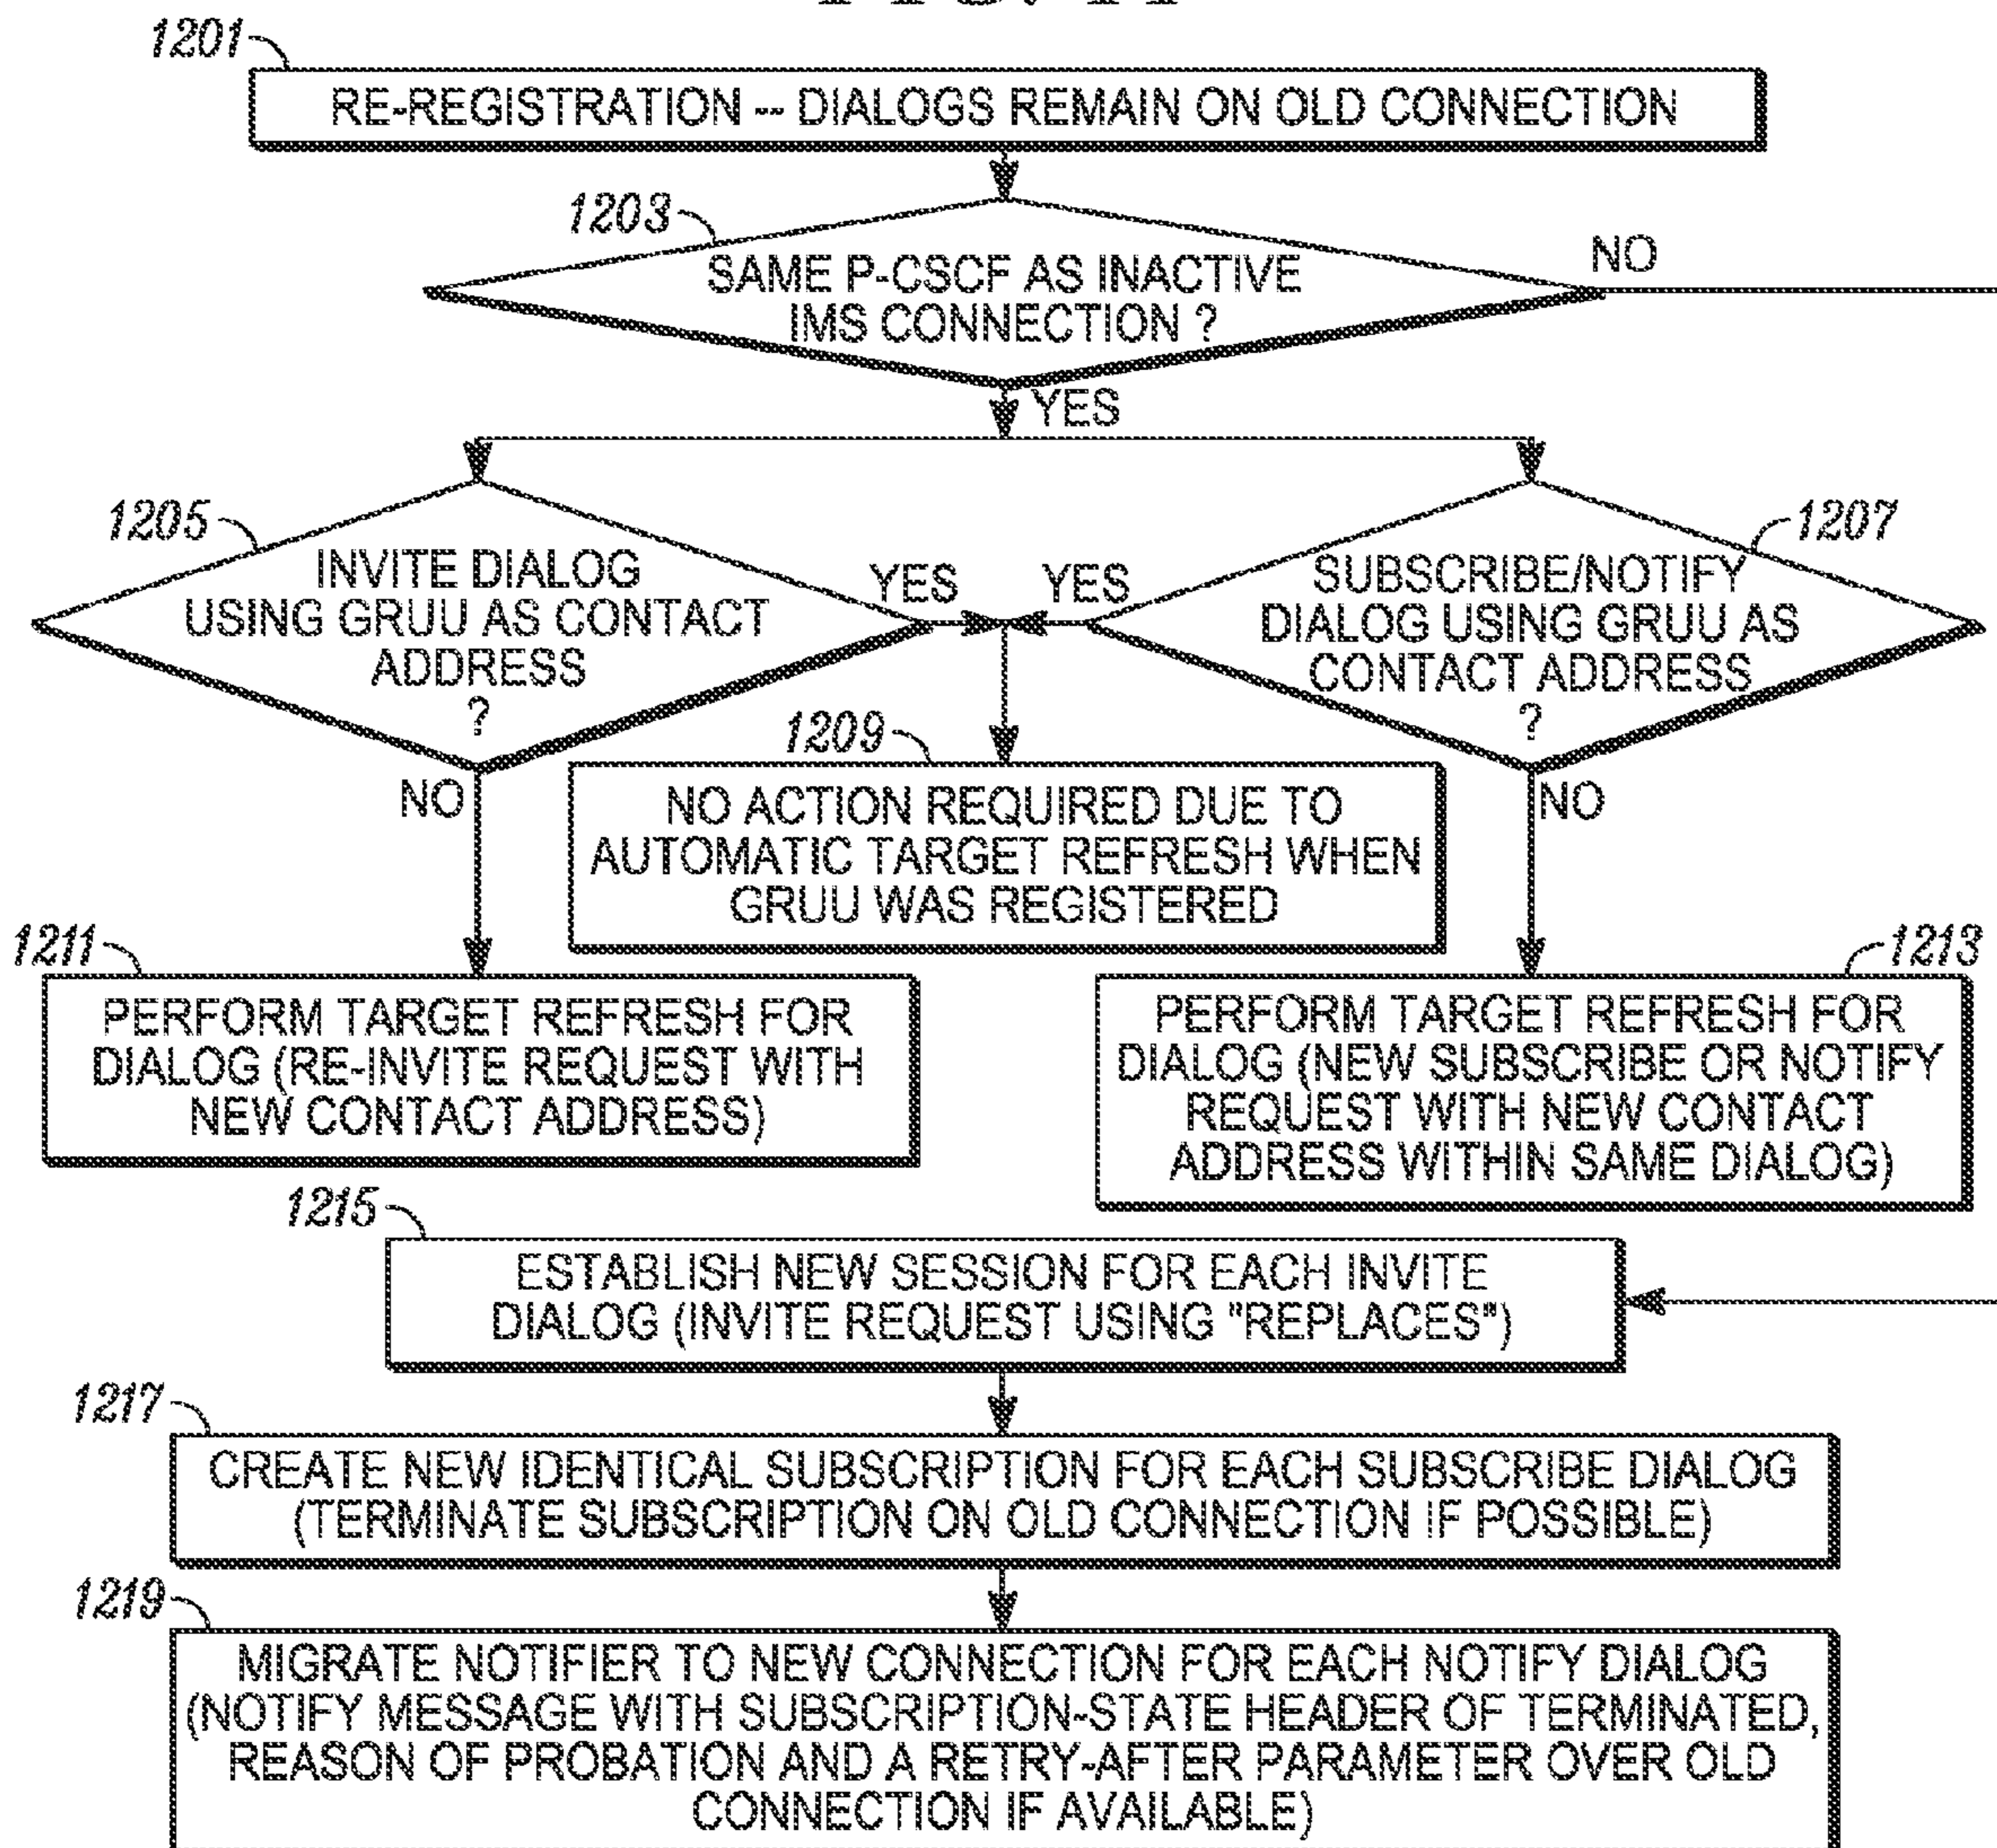 1201
RE-REGISTRATION -- DIALOGS REMAIN ON OLD CONNECTION
1203
SAME P-CSCF AS INACTIVE
IMS CONNECTION ?
NO
YES
1205
INVITE DIALOG
USING GRUU AS CONTACT
ADDRESS
?
YES
YES
1207
SUBSCRIBE/NOTIFY
DIALOG USING GRUU AS
CONTACT ADDRESS
?
NO
1209
NO ACTION REQUIRED DUE TO
AUTOMATIC TARGET REFRESH WHEN
GRUU WAS REGISTERED
NO
1211
PERFORM TARGET REFRESH FOR
DIALOG (RE-INVITE REQUEST WITH
NEW CONTACT ADDRESS)
1213
PERFORM TARGET REFRESH FOR
DIALOG (NEW SUBSCRIBE OR NOTIFY
REQUEST WITH NEW CONTACT
ADDRESS WITHIN SAME DIALOG)
1215
ESTABLISH NEW SESSION FOR EACH INVITE
DIALOG (INVITE REQUEST USING "REPLACES")
1217
CREATE NEW IDENTICAL SUBSCRIPTION FOR EACH SUBSCRIBE DIALOG
(TERMINATE SUBSCRIPTION ON OLD CONNECTION IF POSSIBLE)
1219
MIGRATE NOTIFIER TO NEW CONNECTION FOR EACH NOTIFY DIALOG
(NOTIFY MESSAGE WITH SUBSCRIPTION-STATE HEADER OF TERMINATED,
REASON OF PROBATION AND A RETRY-AFTER PARAMETER OVER OLD
CONNECTION IF AVAILABLE)